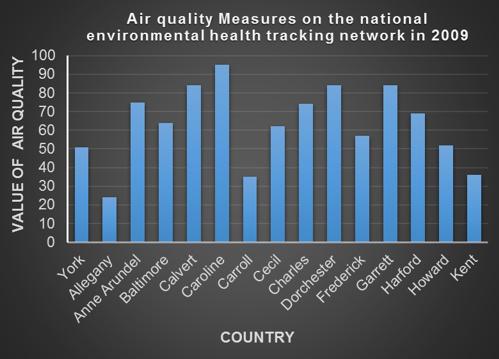 Air quality Measures on the national
environmental health tracking network in 2009
VALUE OF AIR QUALITY
100
90
80
70
60
50
40
30
20
10
0
York
Allegany
Anne Arundel
Baltimore
Calvert
Caroline
Carroll
Cecil
Charles
Dorchester
Frederick
Garrett
Harford
Howard
Kent
COUNTRY